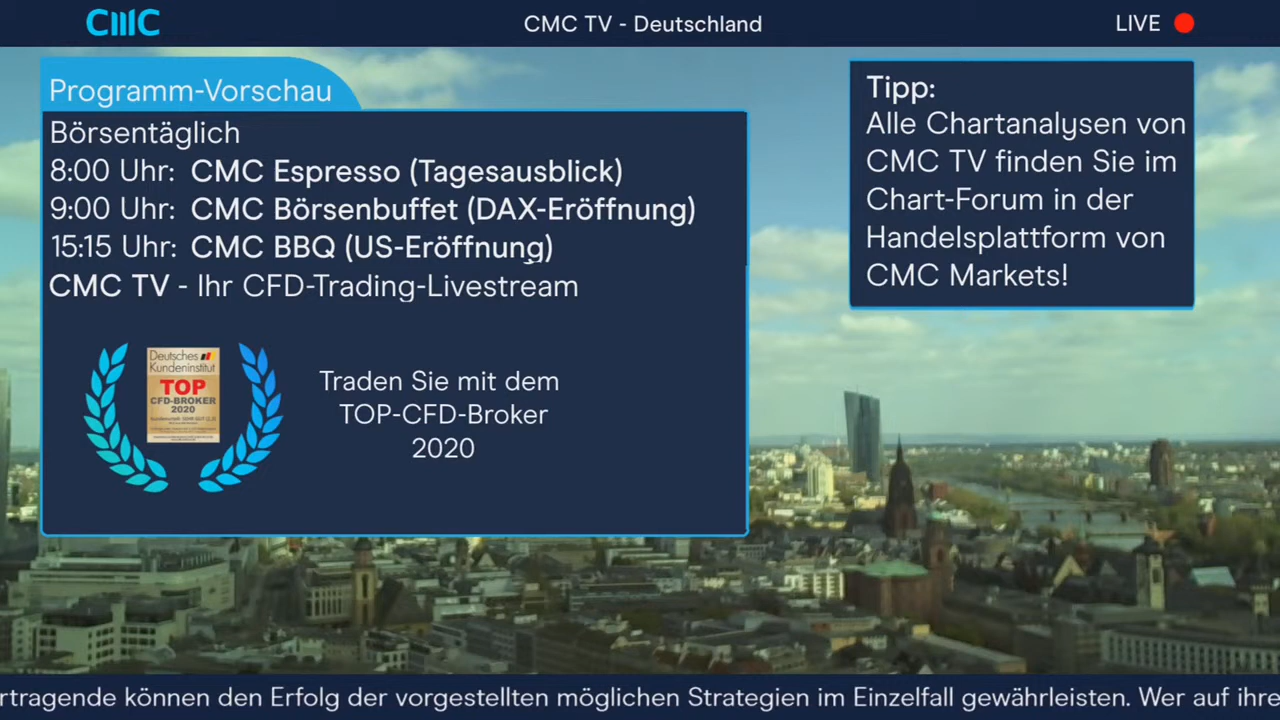 CMC
CMC TV - Deutschland
LIVE
Programm-Vorschau
Börsentäglich
8:00 Uhr: CMC Espresso (Tagesausblick)
9:00 Uhr: CMC Börsenbuffet (DAX-Eröffnung)
15:15 Uhr: CMC BBQ (US-Eröffnung)
CMC TV - Ihr CFD-Trading-Livestream
Deutsches
Kundeninstitut
TOP
CFD-BROKER
2020
Traden Sie mit dem
TOP-CFD-Broker
2020
Tipp:
Alle Chartanalysen von
CMC TV finden Sie im
Chart-Forum in der
Handelsplattform von
CMC Markets!
rtragende können den Erfolg der vorgestellten möglichen Strategien im Einzelfall gewährleisten. Wer auf ihre